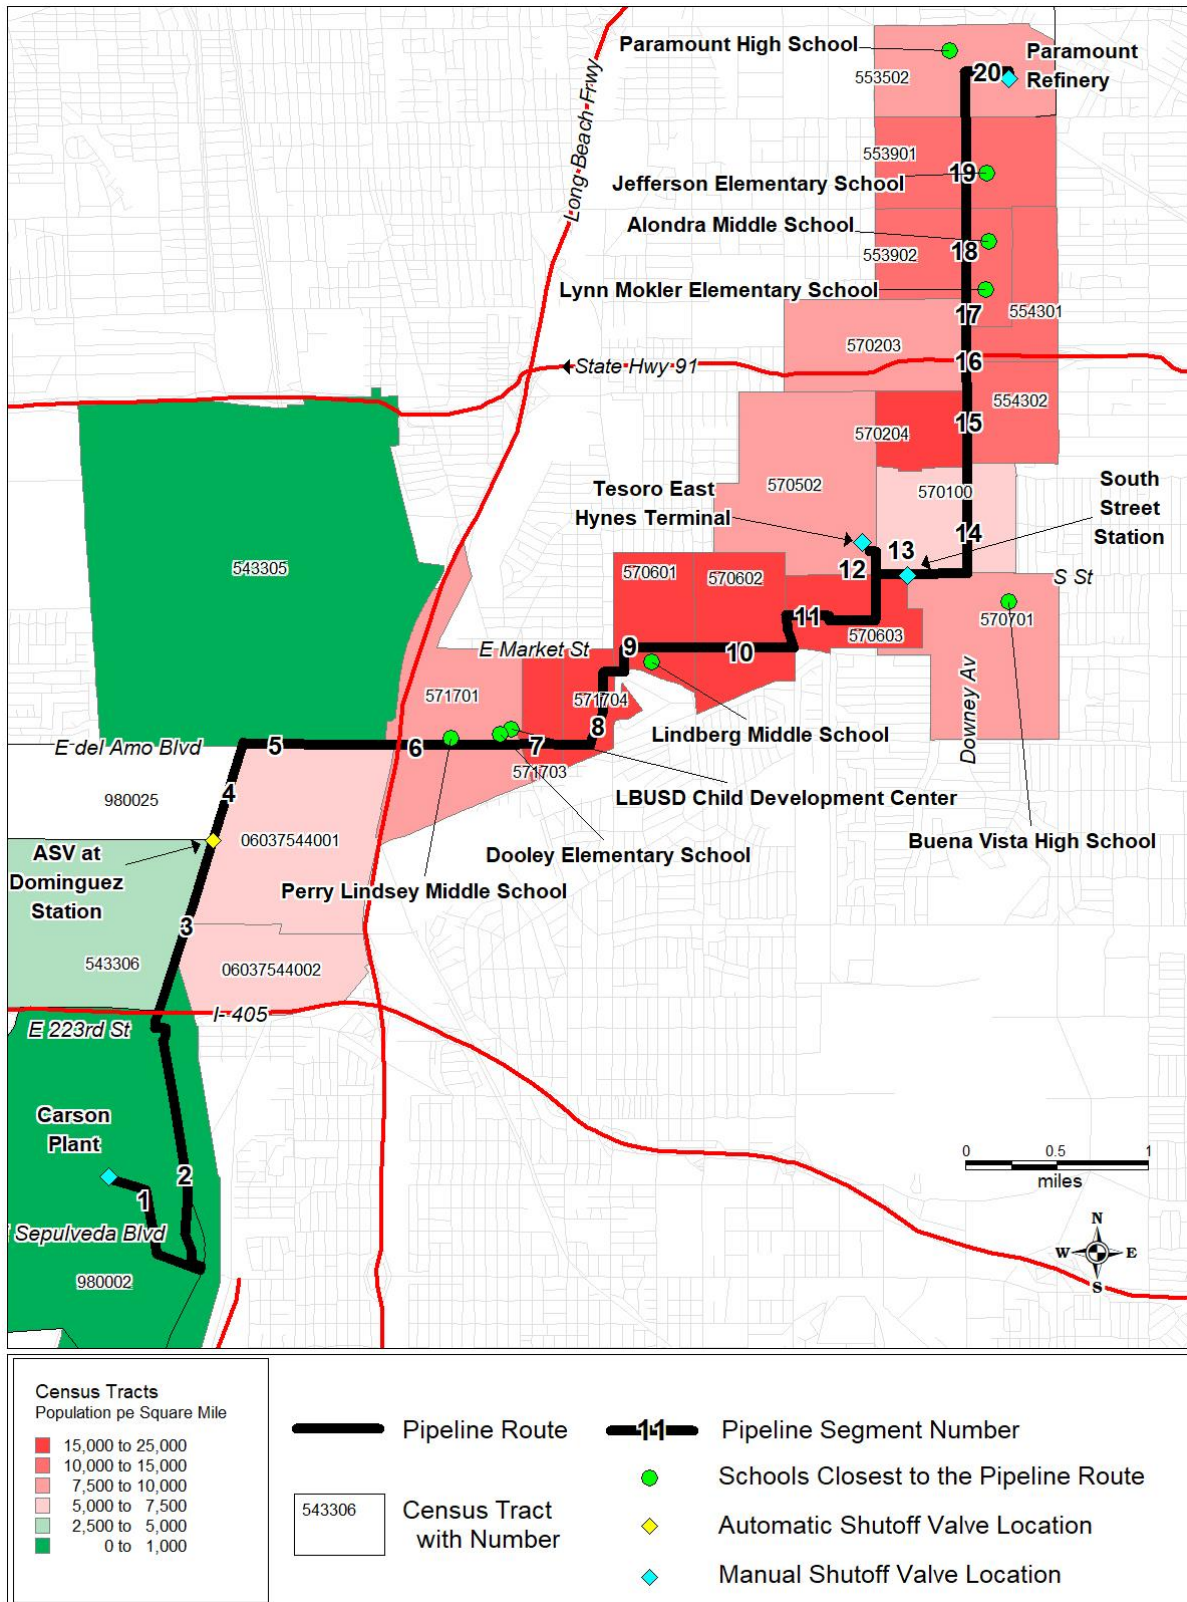 Paramount High School
Paramount
Refinery
20
553502
553901
19
Jefferson Elementary School
Alondra Middle School
18
553902
Lynn Mokler Elementary School
17
554301
570203
16
State Hwy 91
Long Beach Frwy
554302
15
570204
570502
570100
Tesoro East
Hynes Terminal
South
Street
Station
14
13
12
S St
543305
570601
570602
570701
11
570603
E Market St
9
10
571701
571704
Downey Av
8
Lindberg Middle School
E del Amo Blvd
5
6
7
571703
980025
4
LBUSD Child Development Center
06037544001
Buena Vista High School
ASV at
Dominguez
Station
Dooley Elementary School
Perry Lindsey Middle School
3
543306
06037544002
I- 405
E 223rd St
Carson
Plant
2
1
Sepulveda Blvd
980002
0 0.5 1
miles
N
W E
S
Census Tracts
Population pe Square Mile
15,000 to 25,000
10,000 to 15,000
7,500 to 10,000
5,000 to 7,500
2,500 to 5,000
0 to 1,000
Pipeline Route
543306
Census Tract
with Number
11
Pipeline Segment Number
Schools Closest to the Pipeline Route
Automatic Shutoff Valve Location
Manual Shutoff Valve Location